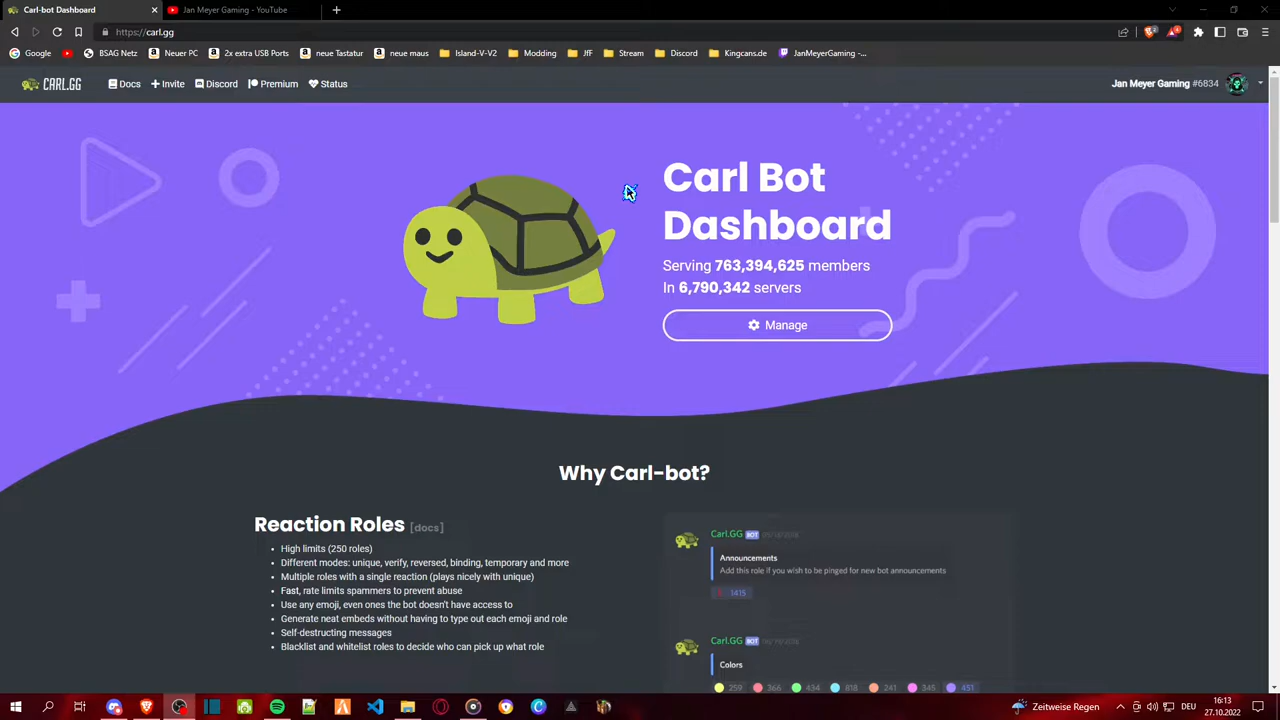 Carl-bot Dashboard
Jan Meyer Gaming - YouTube
https://carl.gg
Google
BSAG Netz
Neuer PC
2x extra USB Ports
neue Tastatur
neue maus
Island-V-V2
Modding
JfF
Stream
Discord
Kingcans.de
JanMeyerGaming -...
CARL.GG
Docs
Invite
Discord
Premium
Status
Jan Meyer Gaming #6834
Carl Bot
Dashboard
Serving 763,394,625 members
In 6,790,342 servers
Manage
Why Carl-bot?
Reaction Roles [docs]
High limits (250 roles)
Different modes: unique, verify, reversed, binding, temporary and more
Multiple roles with a single reaction (plays nicely with unique)
Fast, rate limits spammers to prevent abuse
Use any emoji, even ones the bot doesn't have access to
Generate neat embeds without having to type out each emoji and role
Self-destructing messages
Blacklist and whitelist roles to decide who can pick up what role
Carl.GG BOT
Announcements
Add this role if you wish to be pinged for new bot announcements
1415
Carl.GG BOT
Colors
259 366 434 818 241 345 451
Zeitweise Regen
DEU
16:13
27.10.2022